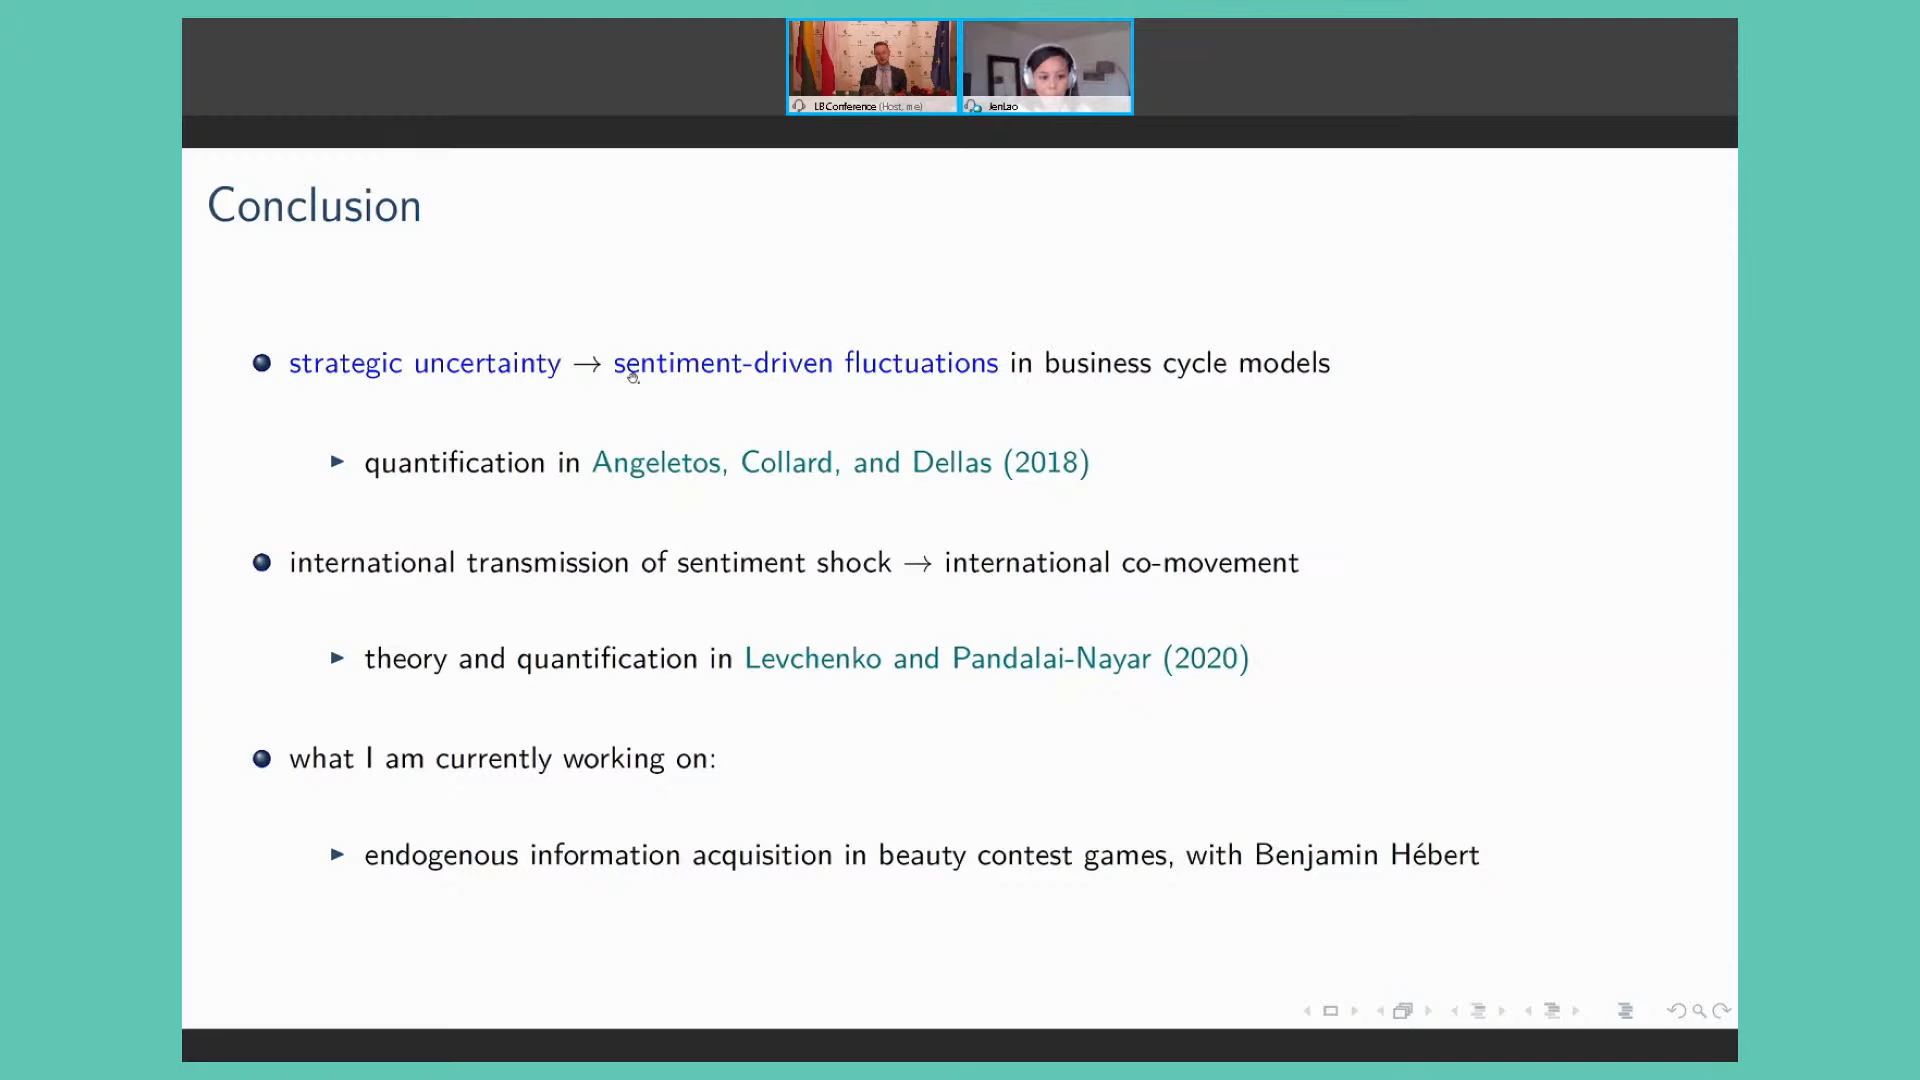 LB Conference (Host, me)
JenLao
Conclusion
strategic uncertainty → sentiment-driven fluctuations in business cycle models
quantification in Angeletos, Collard, and Dellas (2018)
international transmission of sentiment shock → international co-movement
theory and quantification in Levchenko and Pandalai-Nayar (2020)
what I am currently working on:
endogenous information acquisition in beauty contest games, with Benjamin Hébert